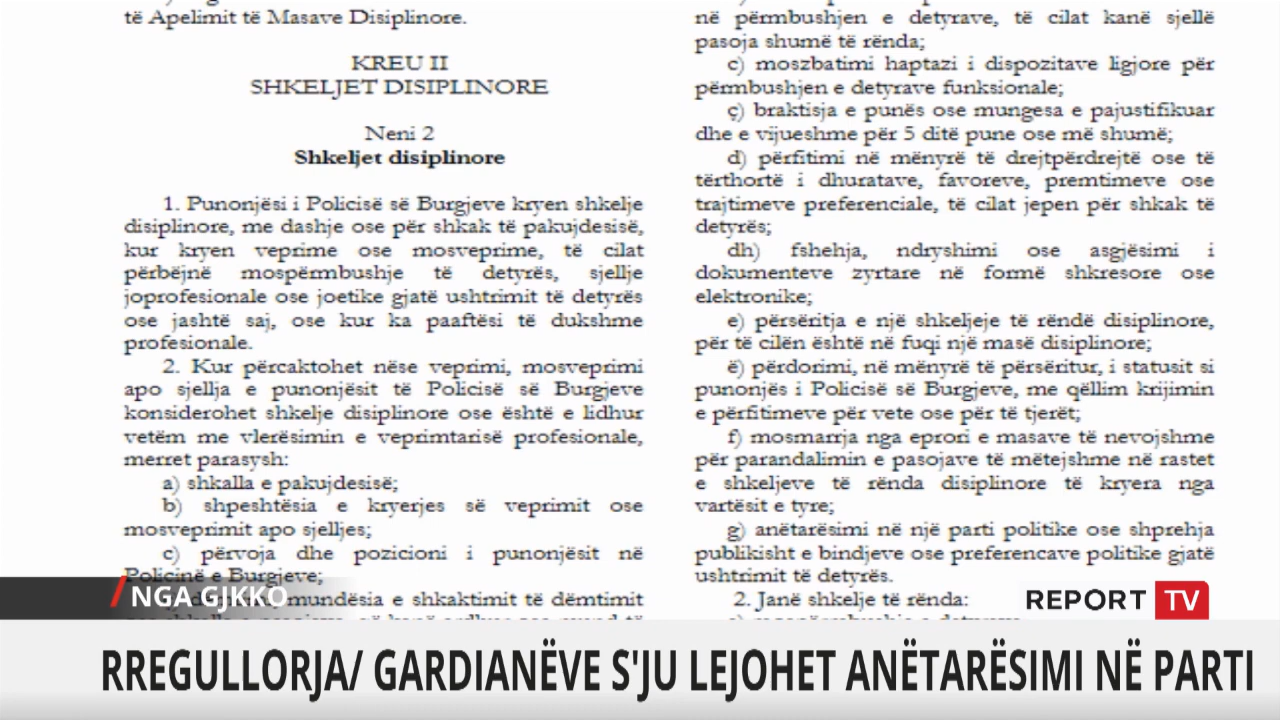 të Apelimit të Masave Disiplinore.
KREU II
SHKELJET DISIPLINORE
Neni 2
Shkeljet disiplinore
1. Punonjësi i Policisë së Burgjeve kryen shkelje
disiplinore, me dashje ose për shkak të pakujdesisë,
kur kryen veprime ose mosveprime, të cilat
përbëjnë mospërmbushje të detyrës, sjellje
joprofesionale ose joetike gjatë ushtrimit të detyrës
ose jashtë saj, ose kur ka paaftësi të dukshme
profesionale.
2. Kur përcaktohet nëse veprimi, mosveprimi
apo sjellja e punonjësit të Policisë së Burgjeve
konsiderohet shkelje disiplinore ose është e lidhur
vetëm me vlerësimin e veprimtarisë profesionale,
merret parasysh:
a) shkalla e pakujdesisë;
b) shpeshtësia e kryerjes së veprimit ose
mosveprimit apo sjelljes;
c) përvoja dhe pozicioni i punonjësit në
Policinë e Burgjeve;
mundësia e shkaktimit të dëmtimit
në përmbushjen e detyrave, të cilat kanë sjellë
pasoja shumë të rënda;
c) moszbatimi haptazi i dispozitave ligjore për
përmbushjen e detyrave funksionale;
ç) braktisja e punës ose mungesa e pajustifikuar
dhe e vijueshme për 5 ditë pune ose më shumë;
d) përfitimi në mënyrë të drejtpërdrejtë ose të
tërthortë i dhuratave, favoreve, premtimeve ose
trajtimeve preferenciale, të cilat jepen për shkak të
detyrës;
dh) fshehja, ndryshimi ose asgjësimi i
dokumenteve zyrtare në formë shkresore ose
elektronike;
e) përsëritja e një shkeljeje të rëndë disiplinore,
për të cilën është në fuqi një masë disiplinore;
ë) përdorimi, në mënyrë të përsëritur, i statusit si
punonjës i Policisë së Burgjeve, me qëllim krijimin
e përfitimeve për vete ose për të tjerët;
f) mosmarrja nga eprori e masave të nevojshme
për parandalimin e pasojave të mëtejshme në rastet
e shkeljeve të rënda disiplinore të kryera nga
vartësit e tyre;
g) anëtarësimi në një parti politike ose shprehja
publikisht e bindjeve ose preferencave politike gjatë
ushtrimit të detyrës.
2. Janë shkelje të rënda:
NGA GJKKO
REPORT TV
RREGULLORJA/ GARDIANËVE S'JU LEJOHET ANËTARËSIMI NË PARTI